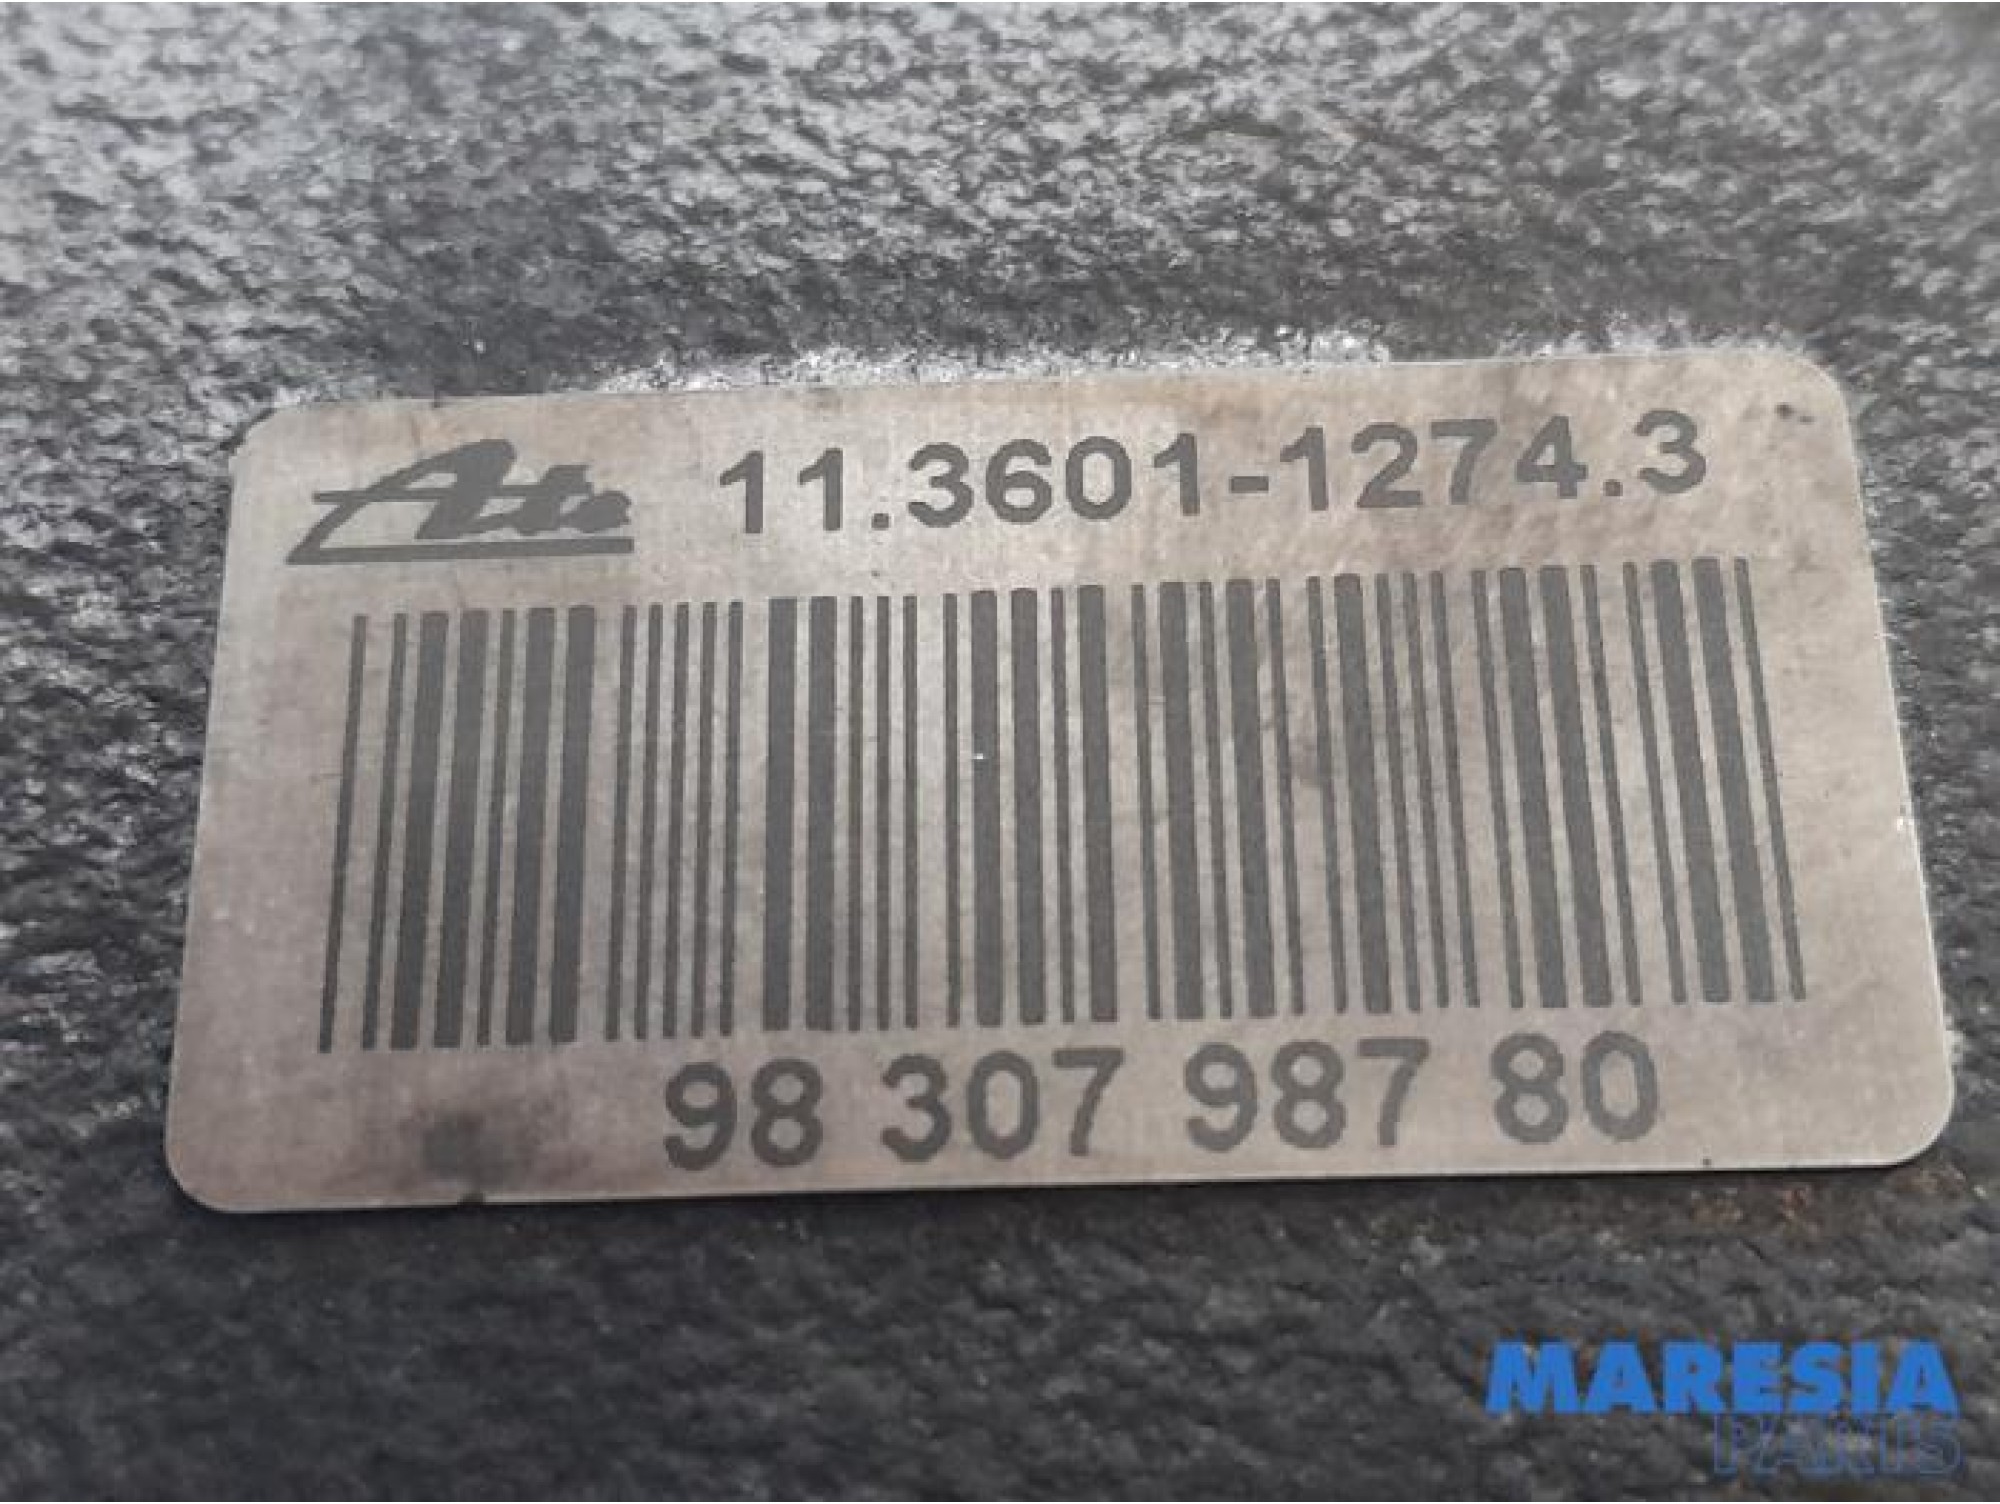 Ate 11.3601-1274.3
98 307 987 80
MARESIA
PARTS